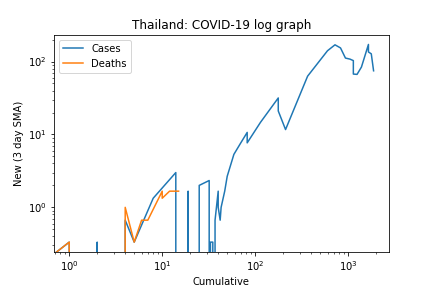 Thailand: COVID-19 log graph
Cases
Deaths
New (3 day SMA)
10²
10¹
10⁰
10⁰ 10¹ 10² 10³
Cumulative